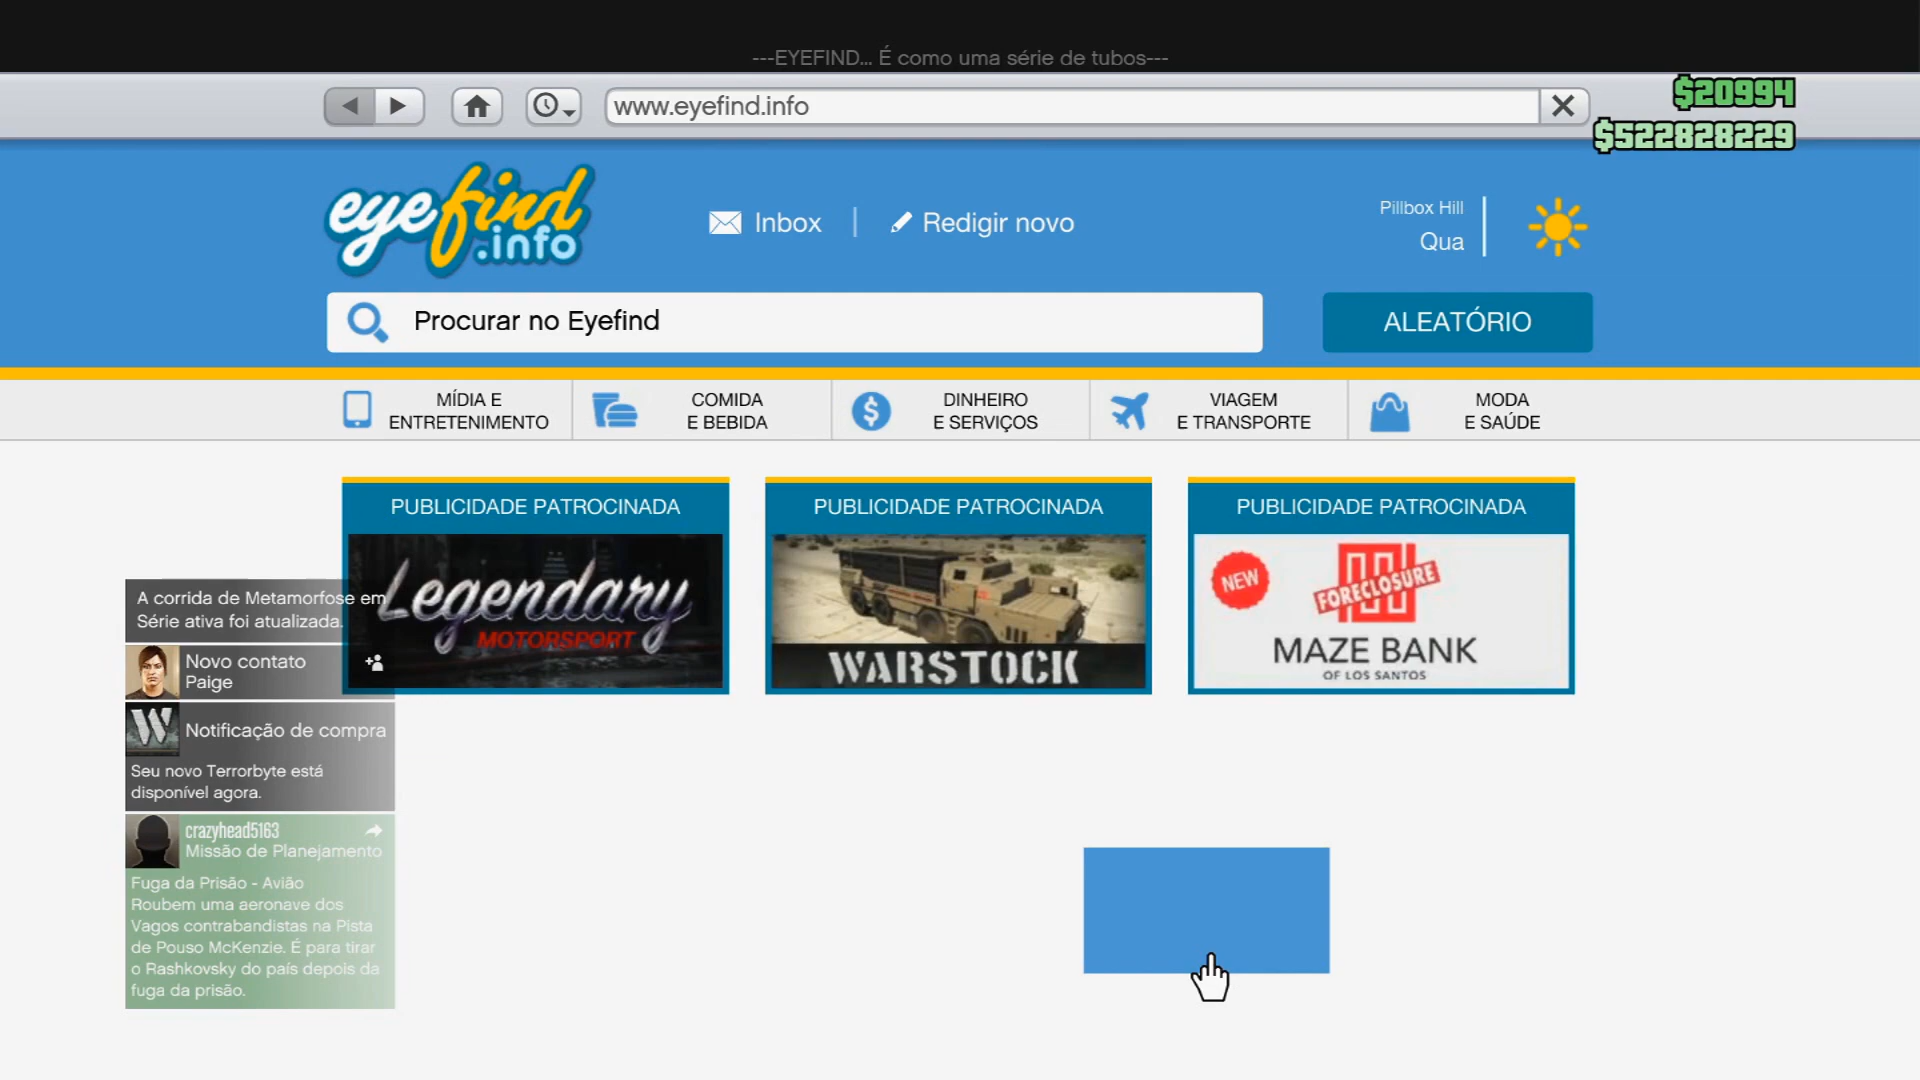 ---EYEFIND... É como uma série de tubos---
www.eyefind.info
$20994
$522828229
eyefind
.info
Inbox
Redigir novo
Pillbox Hill
Qua
Procurar no Eyefind
ALEATÓRIO
MÍDIA E
ENTRETENIMENTO
COMIDA
E BEBIDA
DINHEIRO
E SERVIÇOS
VIAGEM
E TRANSPORTE
MODA
E SAÚDE
PUBLICIDADE PATROCINADA
Legendary
MOTORSPORT
PUBLICIDADE PATROCINADA
WARSTOCK
PUBLICIDADE PATROCINADA
NEW
FORECLOSURE
MAZE BANK
OF LOS SANTOS
A corrida de Metamorfose em
Série ativa foi atualizada.
Novo contato
Paige
W
Notificação de compra
Seu novo Terrorbyte está
disponível agora.
crazyhead5163
Missão de Planejamento
Fuga da Prisão - Avião
Roubem uma aeronave dos
Vagos contrabandistas na Pista
de Pouso McKenzie. É para tirar
o Rashkovsky do país depois da
fuga da prisão.